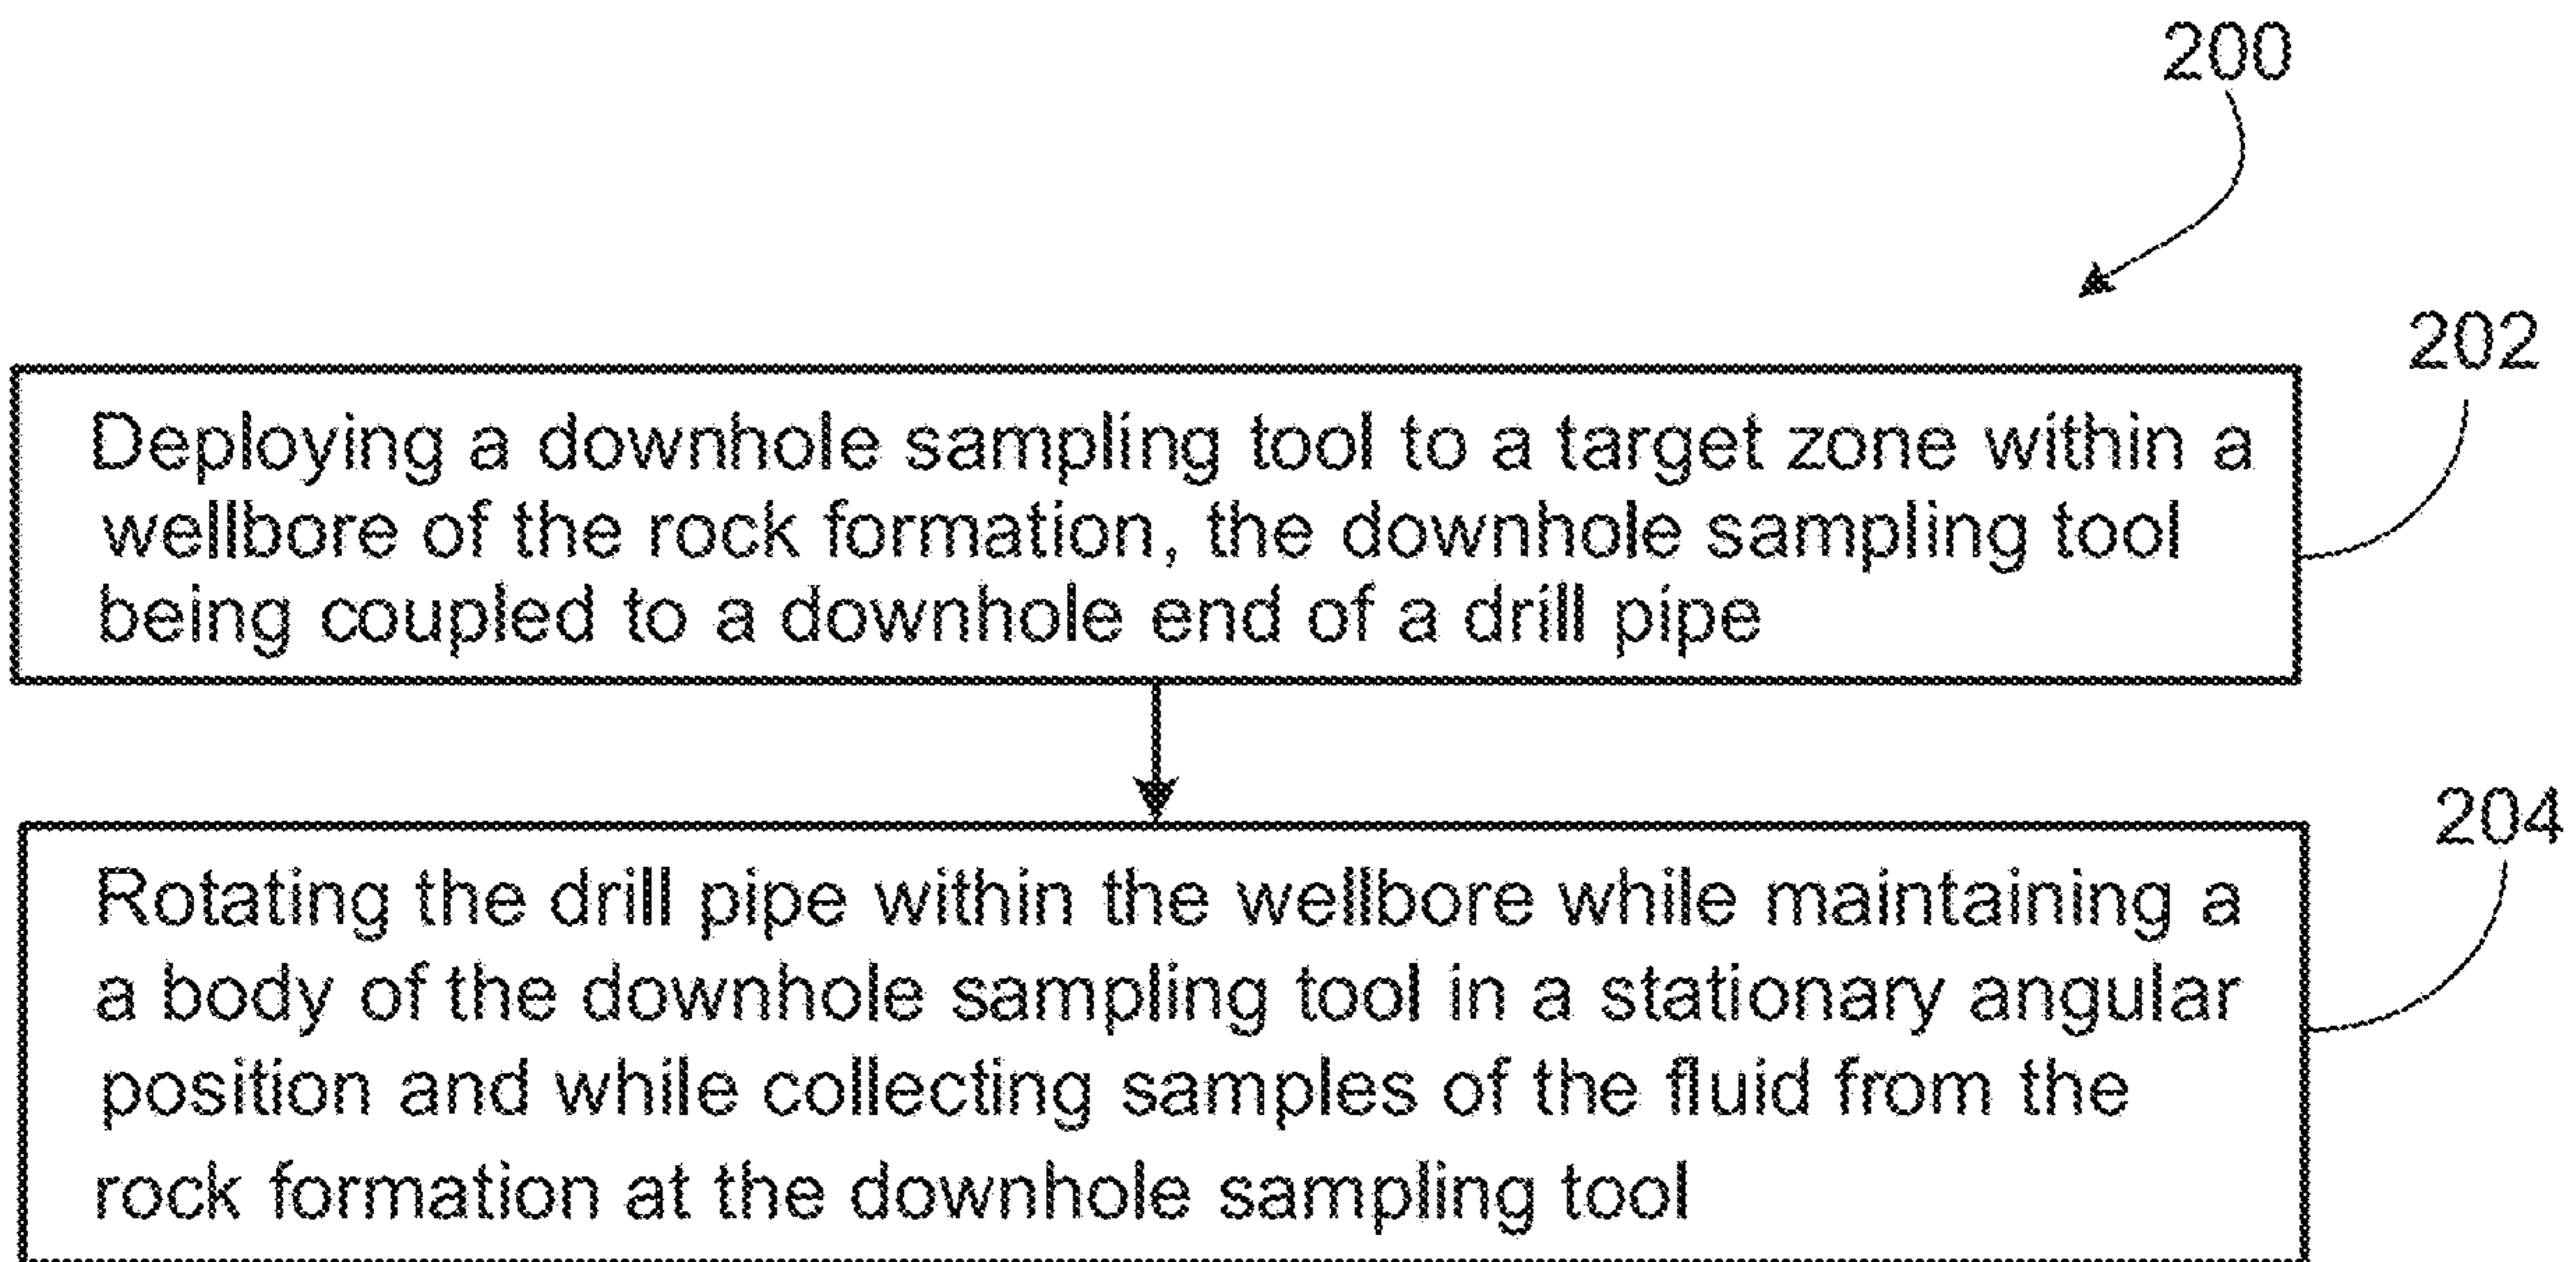 200
202
Deploying a downhole sampling tool to a target zone within a
wellbore of the rock formation, the downhole sampling tool
being coupled to a downhole end of a drill pipe
204
Rotating the drill pipe within the wellbore while maintaining a
a body of the downhole sampling tool in a stationary angular
position and while collecting samples of the fluid from the
rock formation at the downhole sampling tool